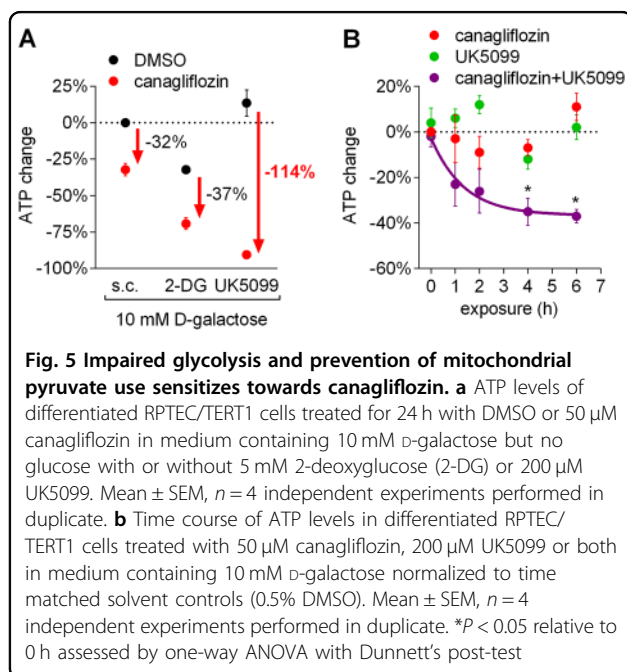 A
DMSO
canagliflozin
25%
0%
-25%
-50%
-75%
-100%
ATP change
-32%
-37%
-114%
s.c. 2-DG UK5099
10 mM D-galactose
B
canagliflozin
UK5099
canagliflozin+UK5099
20%
0%
-20%
-40%
-60%
ATP change
* *
0 1 2 3 4 5 6 7
exposure (h)
Fig. 5 Impaired glycolysis and prevention of mitochondrial
pyruvate use sensitizes towards canagliflozin. a ATP levels of
differentiated RPTEC/TERT1 cells treated for 24 h with DMSO or 50 µM
canagliflozin in medium containing 10 mM D-galactose but no
glucose with or without 5 mM 2-deoxyglucose (2-DG) or 200 µM
UK5099. Mean ± SEM, n = 4 independent experiments performed in
duplicate. b Time course of ATP levels in differentiated RPTEC/
TERT1 cells treated with 50 µM canagliflozin, 200 µM UK5099 or both
in medium containing 10 mM D-galactose normalized to time
matched solvent controls (0.5% DMSO). Mean ± SEM, n = 4
independent experiments performed in duplicate. *P < 0.05 relative to
0 h assessed by one-way ANOVA with Dunnett's post-test